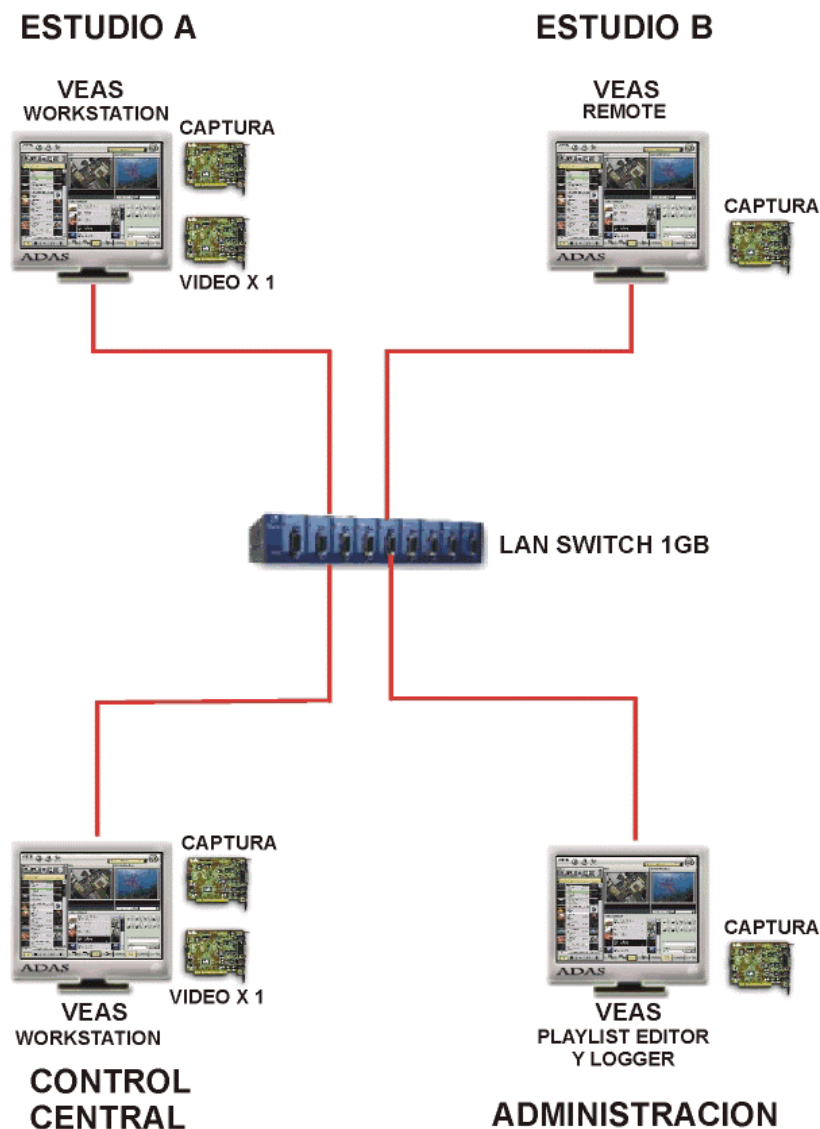 ESTUDIO A
ESTUDIO B
VEAS
WORKSTATION
CAPTURA
VIDEO X 1
ADAS
VEAS
REMOTE
CAPTURA
ADAS
LAN SWITCH 1GB
CAPTURA
VIDEO X 1
ADAS
VEAS
WORKSTATION
CONTROL
CENTRAL
CAPTURA
ADAS
VEAS
PLAYLIST EDITOR
Y LOGGER
ADMINISTRACION